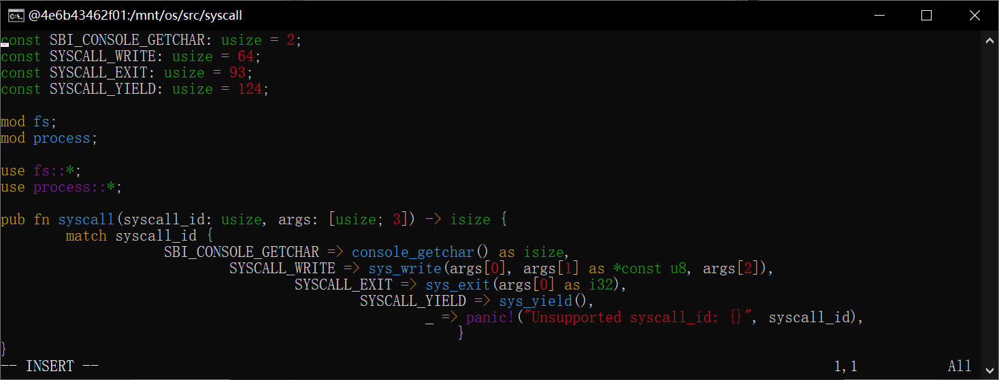 @4e6b43462f01:/mnt/os/src/syscall
const SBI_CONSOLE_GETCHAR: usize = 2;
const SYSCALL_WRITE: usize = 64;
const SYSCALL_EXIT: usize = 93;
const SYSCALL_YIELD: usize = 124;
mod fs;
mod process;
use fs::*;
use process::*;
pub fn syscall(syscall_id: usize, args: [usize; 3]) -> isize {
match syscall_id {
SBI_CONSOLE_GETCHAR => console_getchar() as isize,
SYSCALL_WRITE => sys_write(args[0], args[1] as *const u8, args[2]),
SYSCALL_EXIT => sys_exit(args[0] as i32),
SYSCALL_YIELD => sys_yield(),
_ => panic!("Unsupported syscall_id: {}", syscall_id),
}
}
-- INSERT -- 1,1 All